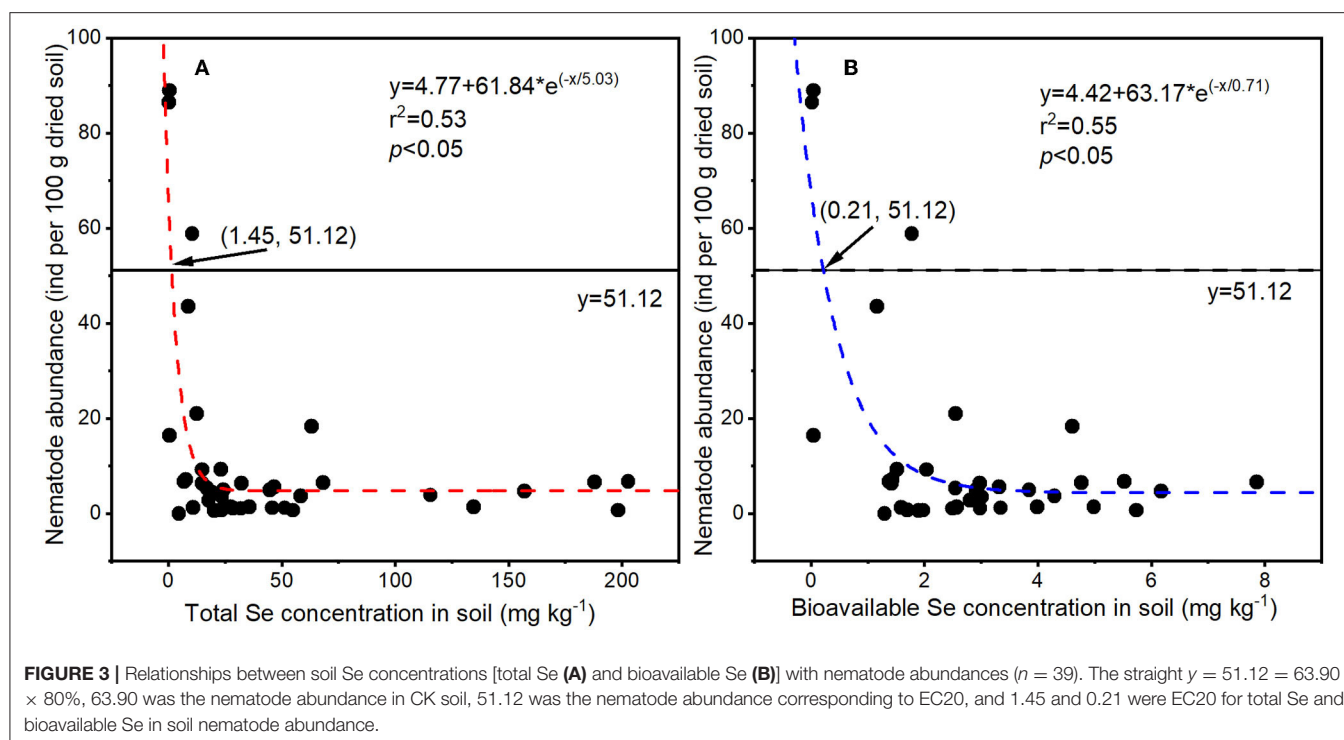 A
y=4.77+61.84*e(-x/5.03)
r2=0.53
p<0.05
(1.45, 51.12)
y=51.12
100
80
60
40
20
0
Nematode abundance (ind per 100 g dried soil)
0 50 100 150 200
Total Se concentration in soil (mg kg-1)
B
y=4.42+63.17*e(-x/0.71)
r2=0.55
p<0.05
(0.21, 51.12)
y=51.12
100
80
60
40
20
0
Nematode abundance (ind per 100 g dried soil)
0 2 4 6 8
Bioavailable Se concentration in soil (mg kg-1)
FIGURE 3 | Relationships between soil Se concentrations [total Se (A) and bioavailable Se (B)] with nematode abundances (n = 39). The straight y = 51.12 = 63.90
× 80%, 63.90 was the nematode abundance in CK soil, 51.12 was the nematode abundance corresponding to EC20, and 1.45 and 0.21 were EC20 for total Se and
bioavailable Se in soil nematode abundance.